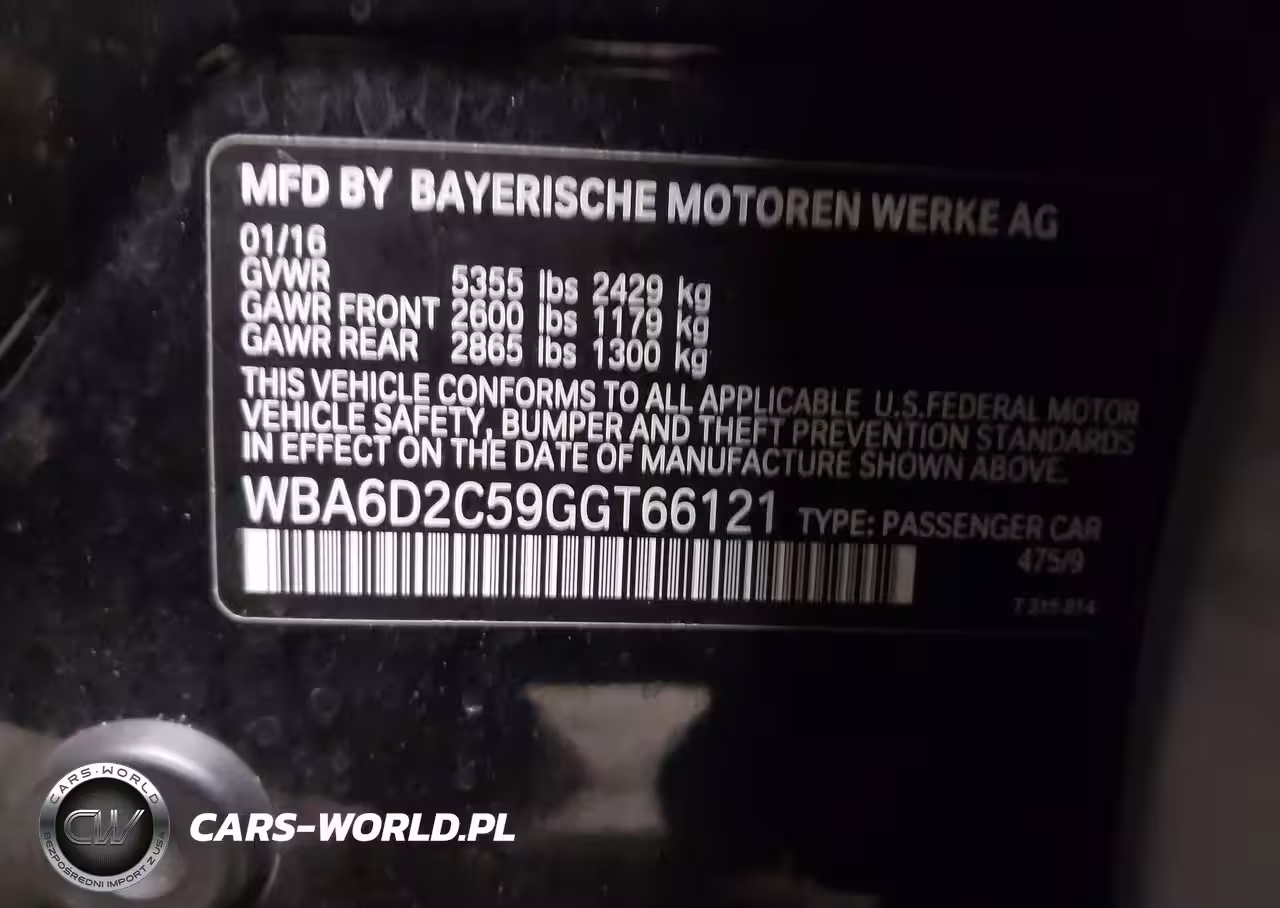 MFD BY BAYERISCHE MOTOREN WERKE AG
01/16
GVWR 5355 lbs 2429 kg
GAWR FRONT 2600 lbs 1179 kg
GAWR REAR 2865 lbs 1300 kg
THIS VEHICLE CONFORMS TO ALL APPLICABLE U.S.FEDERAL MOTOR
VEHICLE SAFETY, BUMPER AND THEFT PREVENTION STANDARDS
IN EFFECT ON THE DATE OF MANUFACTURE SHOWN ABOVE.
WBA6D2C59GGT66121 TYPE: PASSENGER CAR
475/9
CARS-WORLD
CW
BEZPOŚREDNI IMPORT Z USA
CARS-WORLD.PL